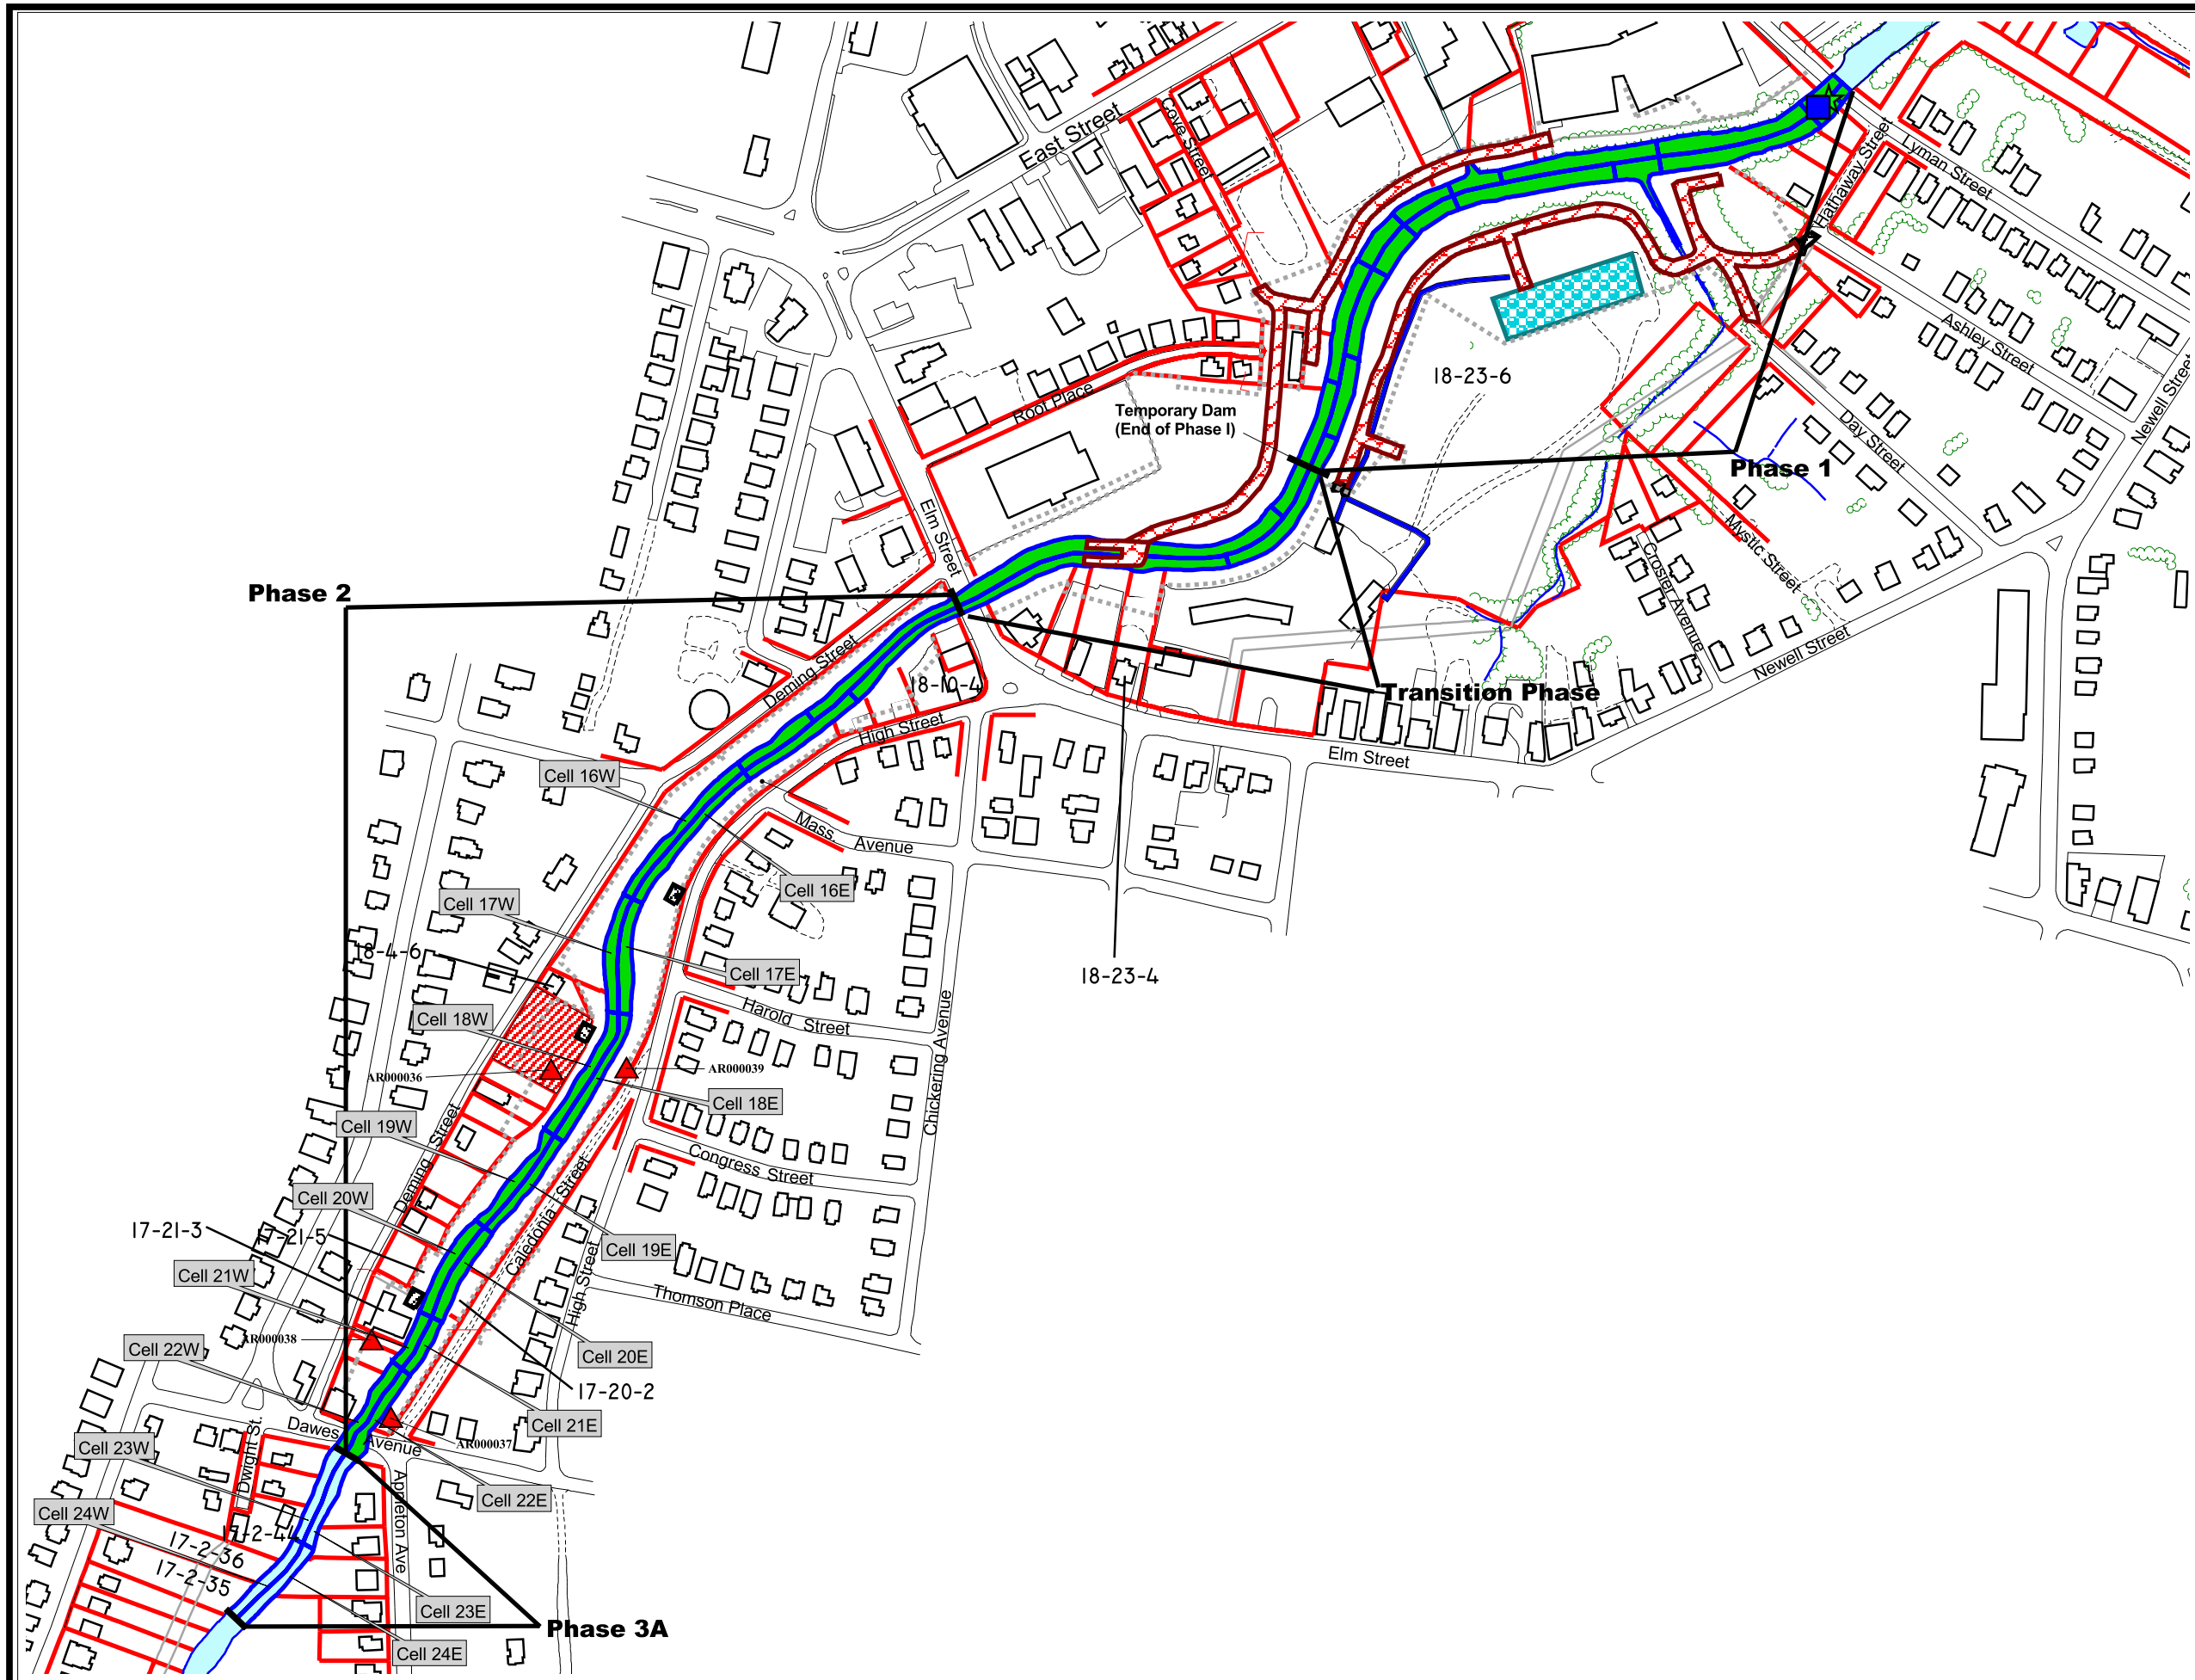 East Street
Cove Street
Hathaway Street
Lyman Street
Ashley Street
Newell Street
18-23-6
Root Place
Temporary Dam
(End of Phase I)
Day Street
Phase 1
Elm Street
Mystic Street
Crosier Avenue
Newell Street
Phase 2
Deming Street
18-10-4
Transition Phase
High Street
Elm Street
Cell 16W
Mass. Avenue
Cell 16E
Cell 17W
18-4-6
Cell 17E
18-23-4
Cell 18W
Harold Street
Chickering Avenue
AR000036
AR000039
Cell 18E
Cell 19W
Deming Street
Congress Street
Cell 20W
Caledonia Street
17-21-3
17-21-5
Cell 19E
High Street
Cell 21W
Thomson Place
AR000038
Cell 22W
Cell 20E
17-20-2
Cell 21E
Dawes Avenue
AR000037
Dwight St.
Cell 23W
Appleton Ave
Cell 22E
Cell 24W
17-2-44
17-2-36
17-2-35
Cell 23E
Phase 3A
Cell 24E